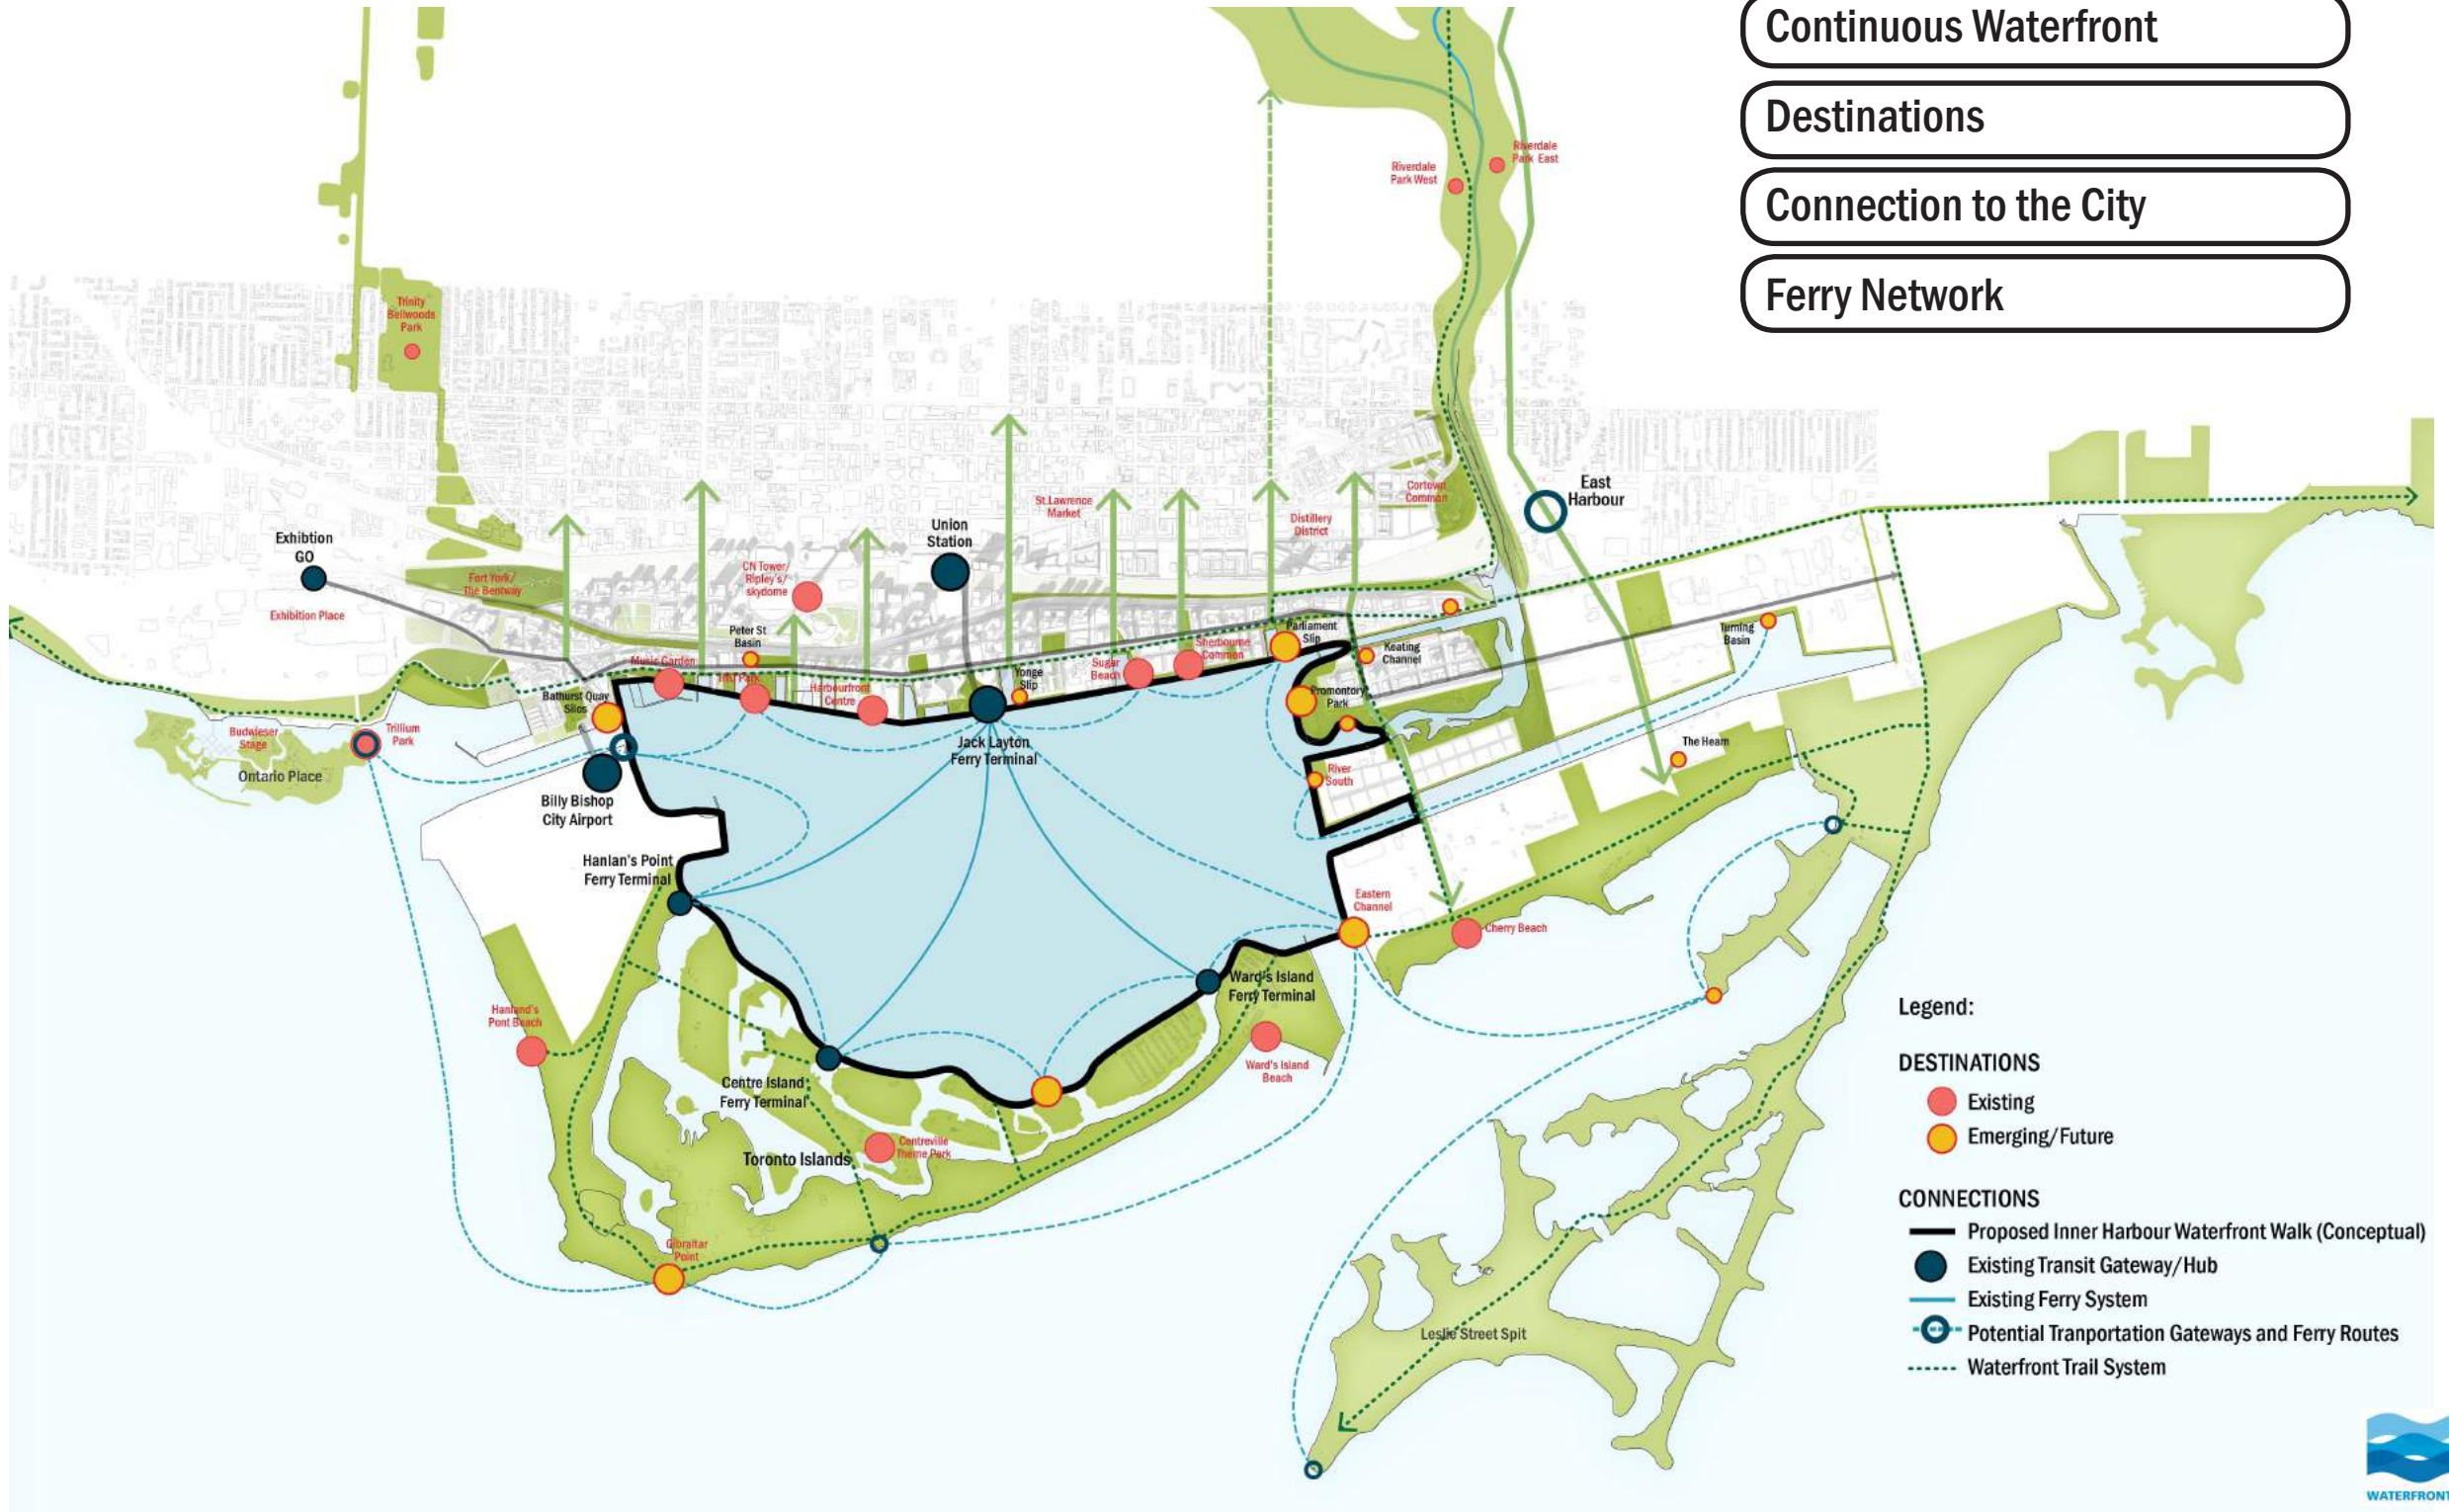 Continuous Waterfront
Destinations
Connection to the City
Ferry Network
Riverdale
Park East
Riverdale
Park West
Trinity
Bellwoods
Park
East
Harbour
Cortown
Common
St.Lawrence
Market
Distillery
District
Union
Station
Exhibtion
GO
Fort York/
The Bentway
CN Tower/
Ripley's/
skydome
Exhibition Place
Peter St
Basin
Parliament
Slip
Sherbourne
Common
Keating
Channel
Turning
Basin
Music Garden
Sugar
Beach
Yonge
Slip
Harbourfront
Centre
Bathurst Quay
Silos
Promontory
Park
Budwieser
Stage
Trillium
Park
Jack Layton
Ferry Terminal
The Hearn
Ontario Place
River
South
Billy Bishop
City Airport
Hanlan's Point
Ferry Terminal
Eastern
Channel
Cherry Beach
Ward's Island
Ferry Terminal
Hanland's
Pont Beach
Ward's Island
Beach
Centre Island
Ferry Terminal
Centreville
Theme Park
Toronto Islands
Gibraltar
Point
Leslie Street Spit
Legend:
DESTINATIONS
Existing
Emerging/Future
CONNECTIONS
Proposed Inner Harbour Waterfront Walk (Conceptual)
Existing Transit Gateway/Hub
Existing Ferry System
Potential Tranportation Gateways and Ferry Routes
Waterfront Trail System
WATERFRONT